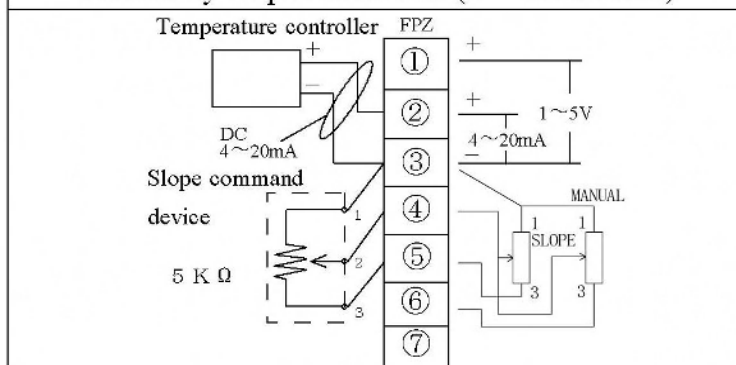 Temperature controller FPZ
+ ① +
− ② + 1～5V
DC 4～20mA
4～20mA ③ −
Slope command
④ MANUAL
device 1 1 1
SLOPE
2 ⑤
5 K Ω 3 3
3 ⑥
⑦